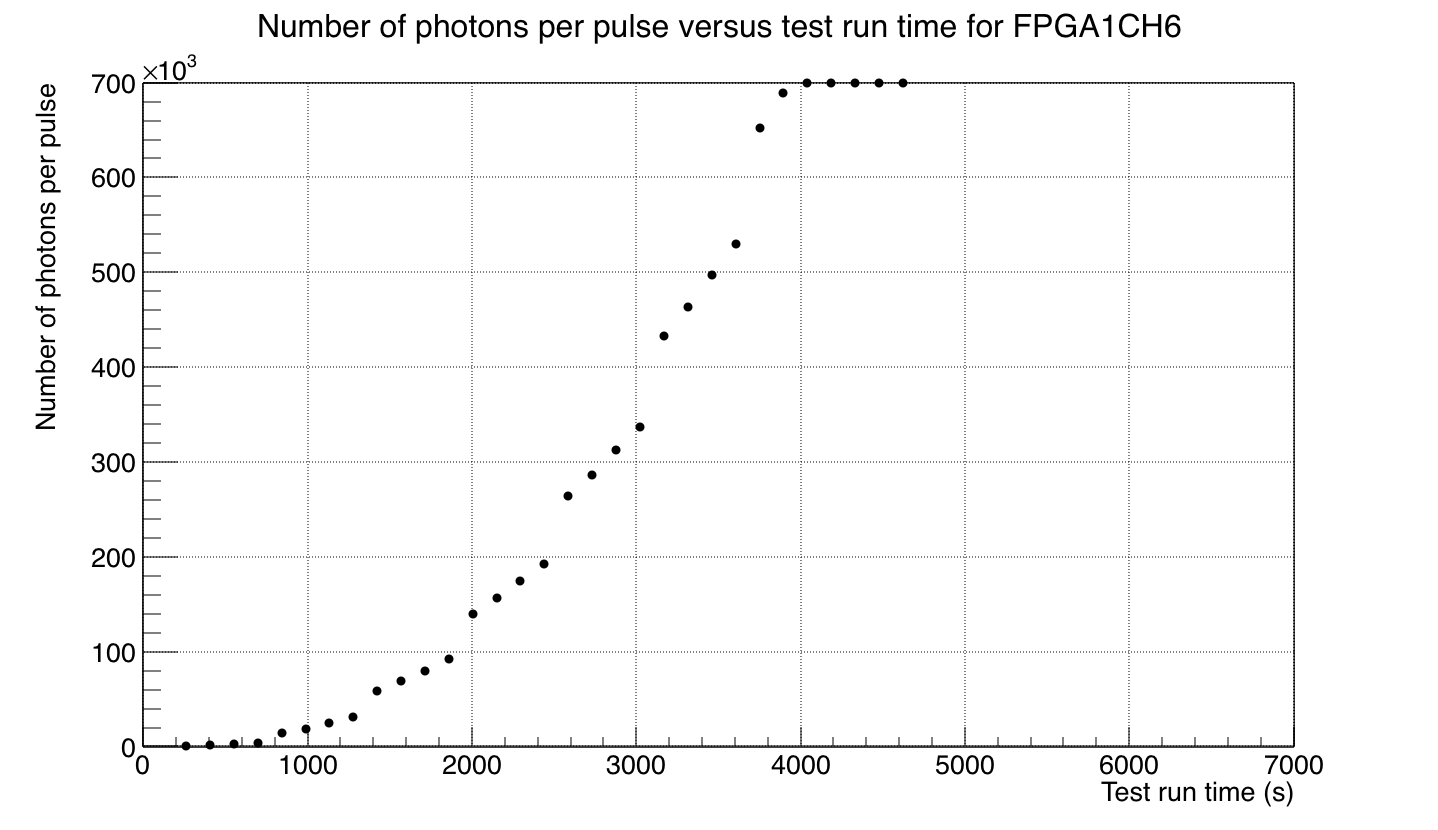 Number of photons per pulse versus test run time for FPGA1CH6
×10³
Number of photons per pulse
700
600
500
400
300
200
100
0
0 1000 2000 3000 4000 5000 6000 7000
Test run time (s)